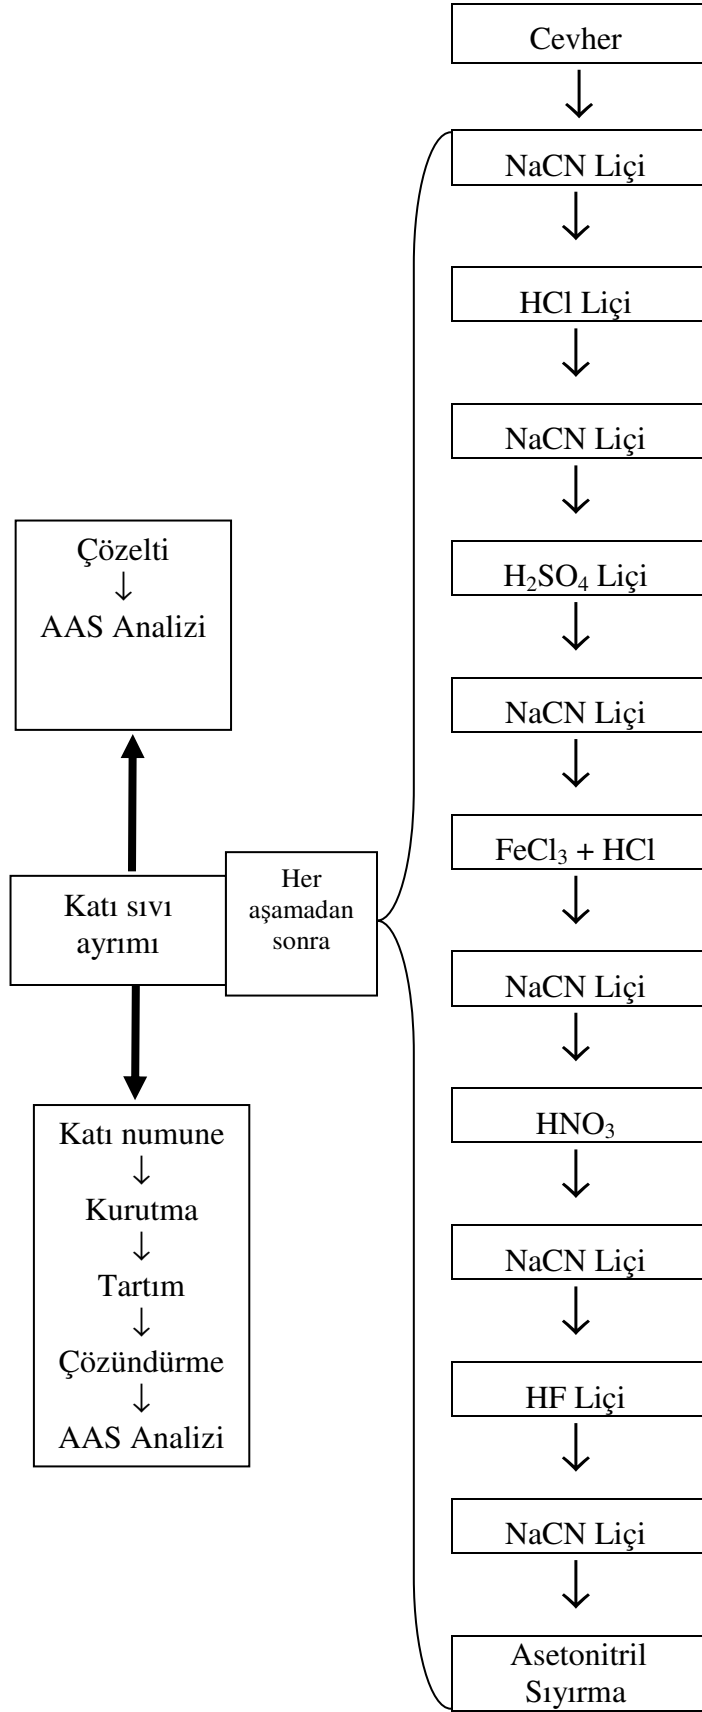 Cevher
↓
NaCN Liçi
↓
HCl Liçi
↓
NaCN Liçi
↓
H₂SO₄ Liçi
↓
NaCN Liçi
↓
FeCl₃ + HCl
↓
NaCN Liçi
↓
HNO₃
↓
NaCN Liçi
↓
HF Liçi
↓
NaCN Liçi
↓
Asetonitril
Sıyırma
Her
aşamadan
sonra
Katı sıvı
ayrımı
Çözelti
↓
AAS Analizi
Katı numune
↓
Kurutma
↓
Tartım
↓
Çözündürme
↓
AAS Analizi